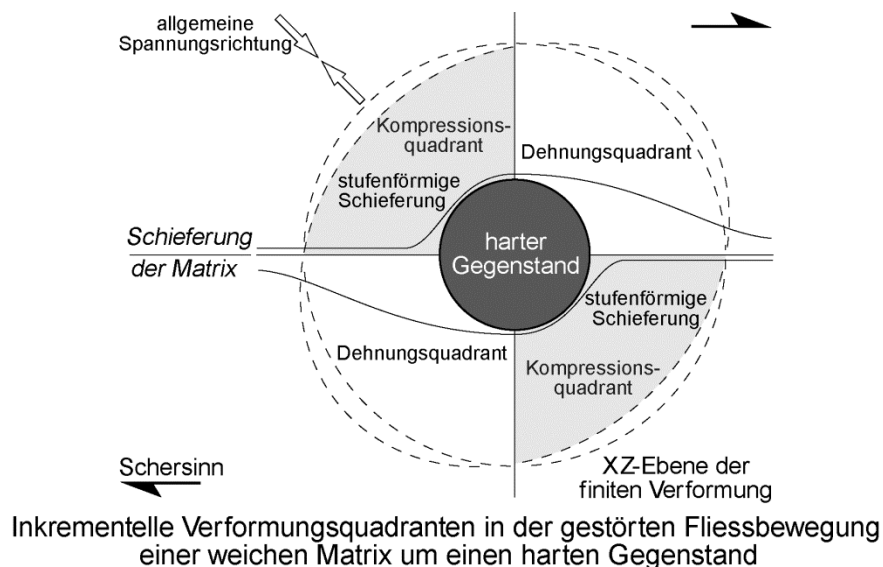 allgemeine
Spannungsrichtung
Kompressions-
quadrant
Dehnungsquadrant
stufenförmige
Schieferung
Schieferung
der Matrix
harter
Gegenstand
stufenförmige
Schieferung
Dehnungsquadrant
Kompressions-
quadrant
Schersinn
XZ-Ebene der
finiten Verformung
Inkrementelle Verformungsquadranten in der gestörten Fliessbewegung
einer weichen Matrix um einen harten Gegenstand